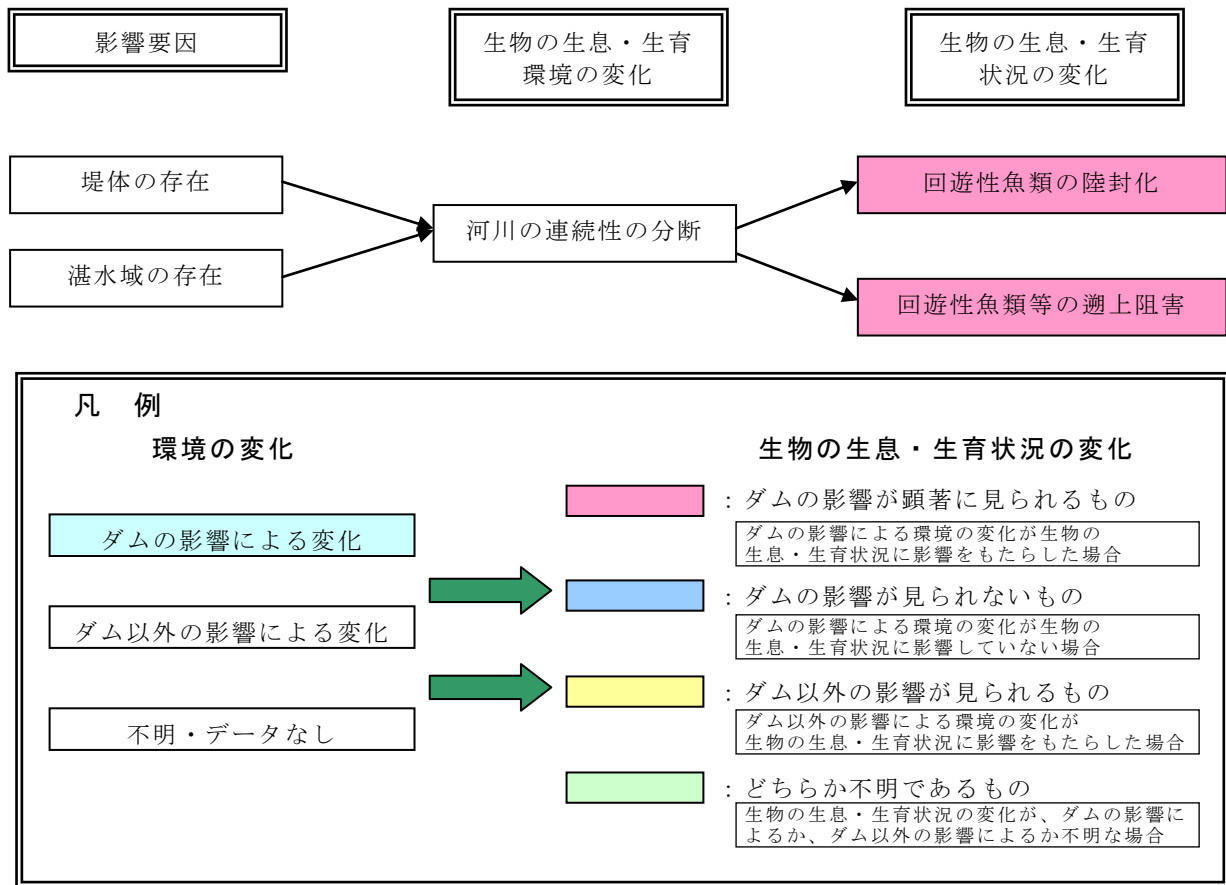 影響要因
生物の生息・生育
環境の変化
生物の生息・生育
状況の変化
堤体の存在
湛水域の存在
河川の連続性の分断
回遊性魚類の陸封化
回遊性魚類等の遡上阻害
凡 例
環境の変化
ダムの影響による変化
ダム以外の影響による変化
不明・データなし
生物の生息・生育状況の変化
：ダムの影響が顕著に見られるもの
ダムの影響による環境の変化が生物の
生息・生育状況に影響をもたらした場合
：ダムの影響が見られないもの
ダムの影響による環境の変化が生物の
生息・生育状況に影響していない場合
：ダム以外の影響が見られるもの
ダム以外の影響による環境の変化が
生物の生息・生育状況に影響をもたらした場合
：どちらか不明であるもの
生物の生息・生育状況の変化が、ダムの影響に
よるか、ダム以外の影響によるか不明な場合